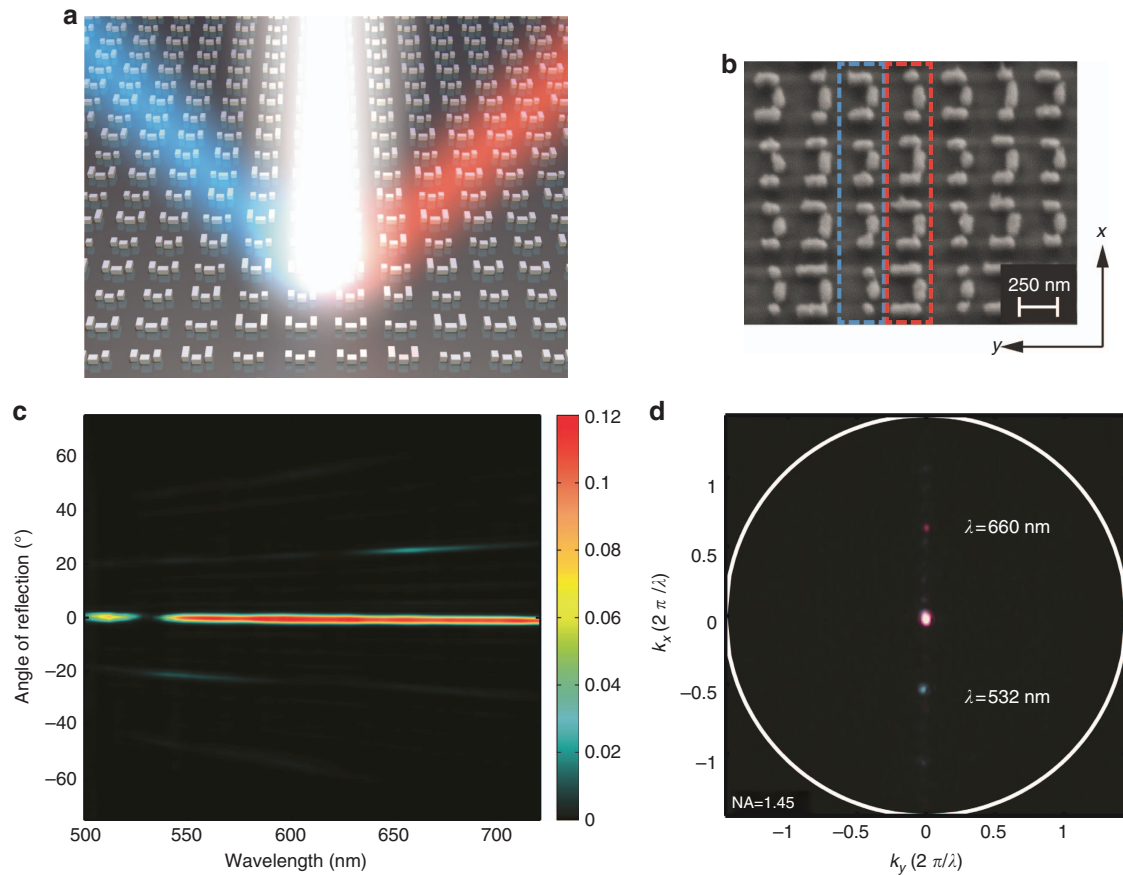 a
b
x
250 nm
y
c
60
40
20
0
−20
−40
−60
Angle of reflection (°)
500
550
600
650
700
Wavelength (nm)
0.12
0.1
0.08
0.06
0.04
0.02
0
d
1
0.5
0
−0.5
−1
k_x (2 π/λ)
λ=660 nm
λ=532 nm
NA=1.45
−1
−0.5
0
0.5
1
k_y (2 π/λ)